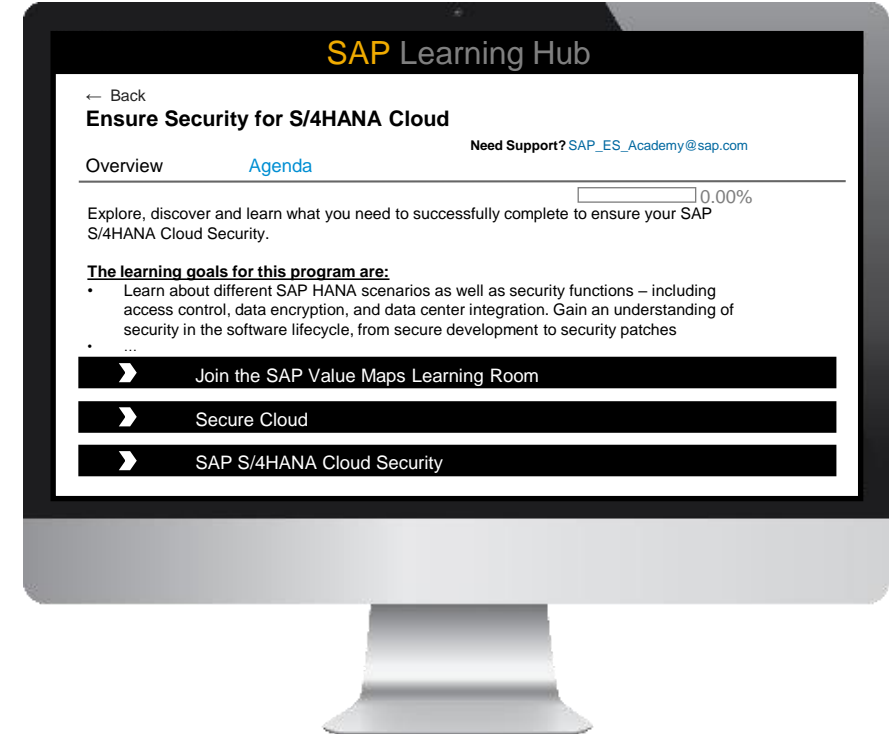 SAP Learning Hub
← Back
Ensure Security for S/4HANA Cloud
Need Support? SAP_ES_Academy@sap.com
Overview Agenda
0.00%
Explore, discover and learn what you need to successfully complete to ensure your SAP
S/4HANA Cloud Security.
The learning goals for this program are:
• Learn about different SAP HANA scenarios as well as security functions – including
access control, data encryption, and data center integration. Gain an understanding of
security in the software lifecycle, from secure development to security patches
• ...
Join the SAP Value Maps Learning Room
Secure Cloud
SAP S/4HANA Cloud Security